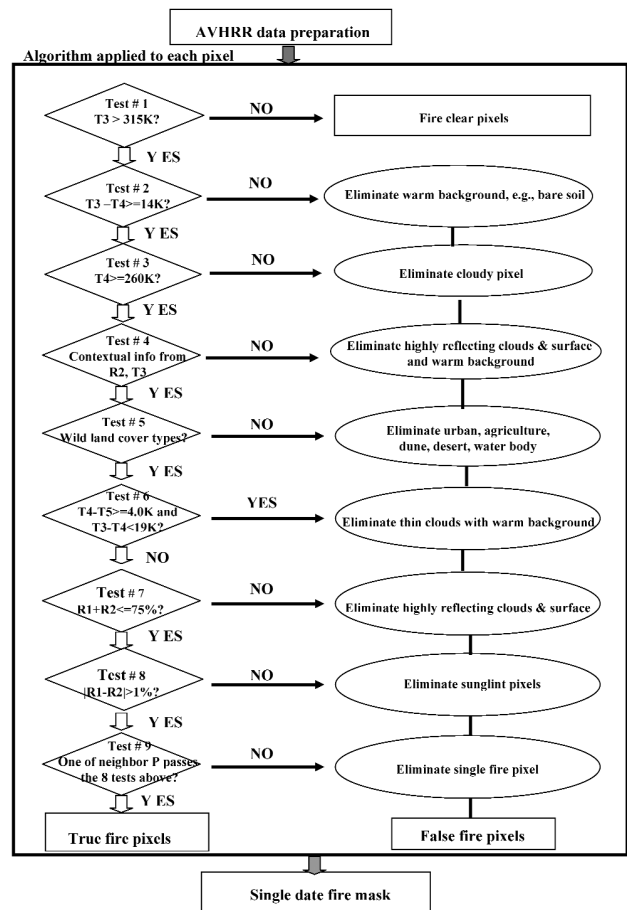 AVHRR data preparation
Algorithm applied to each pixel
Test # 1
T3 > 315K?
NO
Fire clear pixels
Y ES
Test # 2
T3 –T4>=14K?
NO
Eliminate warm background, e.g., bare soil
Y ES
Test # 3
T4>=260K?
NO
Eliminate cloudy pixel
Y ES
Test # 4
Contextual info from
R2, T3
NO
Eliminate highly reflecting clouds & surface
and warm background
Y ES
Test # 5
Wild land cover types?
NO
Eliminate urban, agriculture,
dune, desert, water body
Y ES
Test # 6
T4-T5>=4.0K and
T3-T4<19K?
YES
Eliminate thin clouds with warm background
NO
Test # 7
R1+R2<=75%?
NO
Eliminate highly reflecting clouds & surface
Y ES
Test # 8
|R1-R2|>1%?
NO
Eliminate sunglint pixels
Y ES
Test # 9
One of neighbor P passes
the 8 tests above?
NO
Eliminate single fire pixel
Y ES
True fire pixels
False fire pixels
Single date fire mask